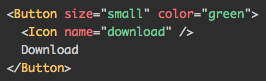 <Button size="small" color="green">
  <Icon name="download" />
  Download
</Button>